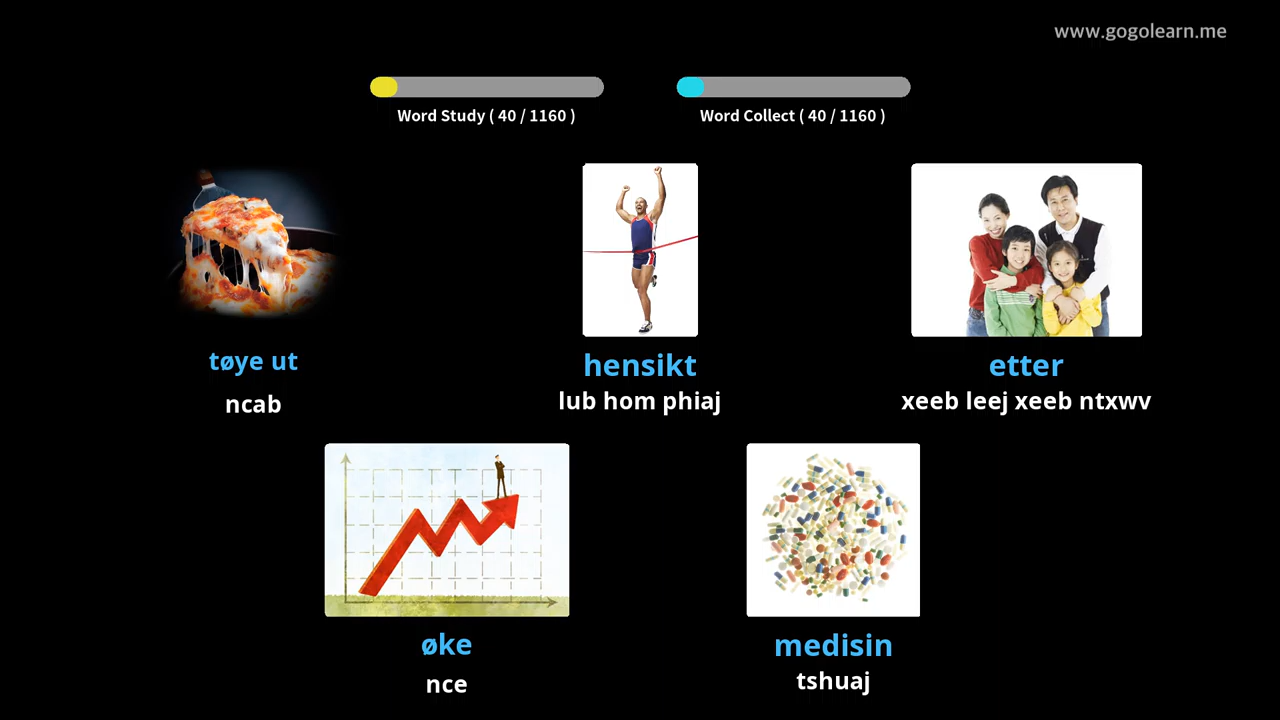 www.gogolearn.me
Word Study ( 40 / 1160 )
Word Collect ( 40 / 1160 )
tøye ut
ncab
hensikt
lub hom phiaj
etter
xeeb leej xeeb ntxwv
øke
nce
medisin
tshuaj